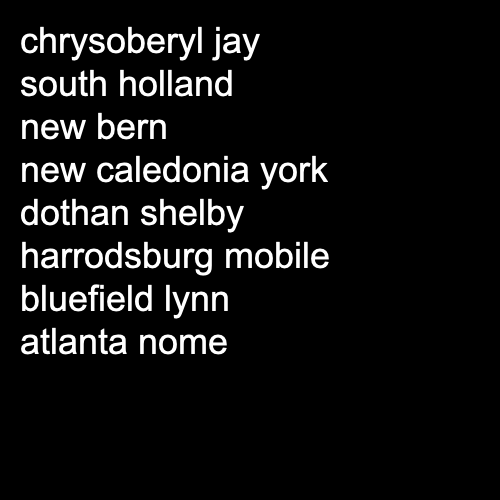 chrysoberyl jay
south holland
new bern
new caledonia york
dothan shelby
harrodsburg mobile
bluefield lynn
atlanta nome